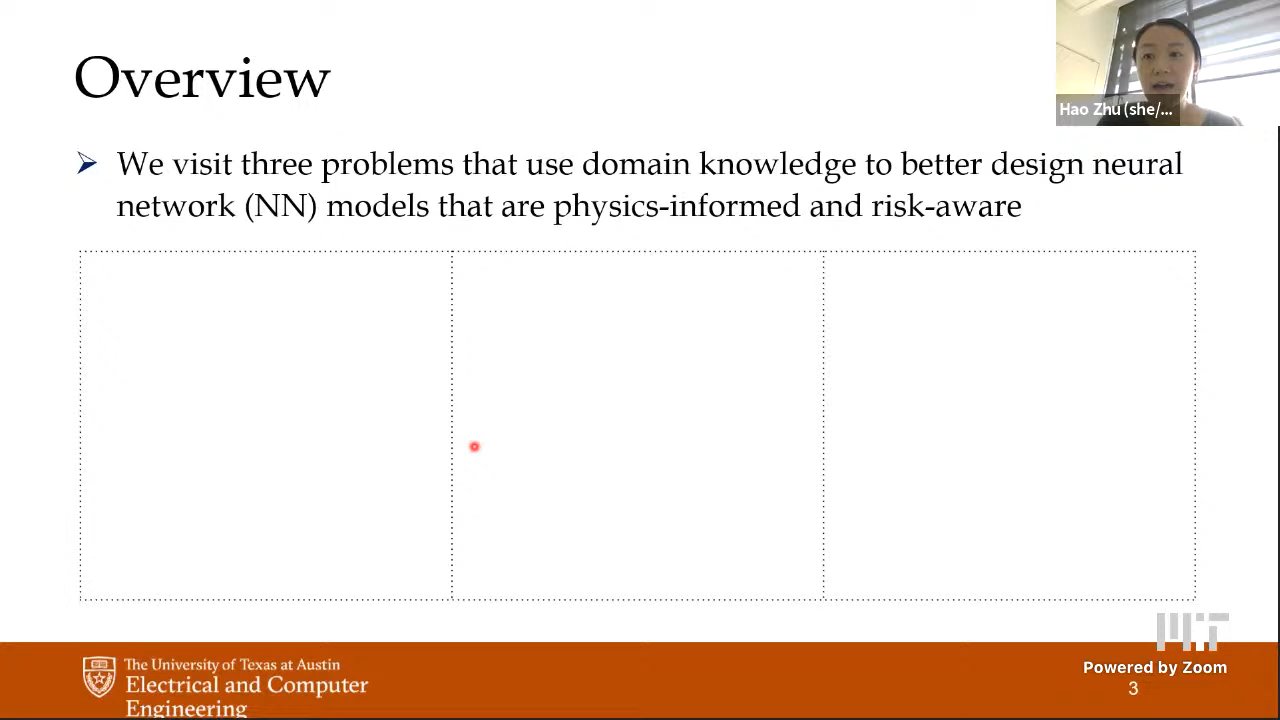 Overview
Hao Zhu (she/...
➢ We visit three problems that use domain knowledge to better design neural
network (NN) models that are physics-informed and risk-aware
MIT
The University of Texas at Austin
Electrical and Computer
Engineering
Powered by Zoom
3